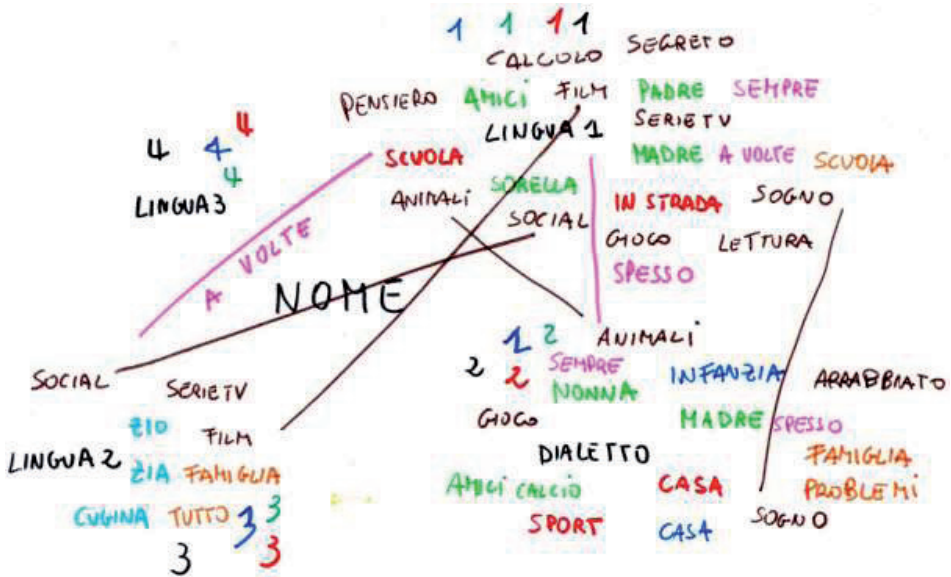 1 1 1 1
CALCOLO SEGRETO
PENSIERO AMICI FILM PADRE SEMPRE
LINGUA 1 SERIE TV
4 4 4
SCUOLA MADRE A VOLTE SCUOLA
4
LINGUA 3 ANIMALI SORELLA IN STRADA SOGNO
SOCIAL GIOCO LETTURA
A VOLTE SPESSO
NOME
1 2 ANIMALI
2 2 SEMPRE INFANZIA ARRABBIATO
SOCIAL SERIE TV NONNA
GIOCO MADRE SPESSO
ZIO FILM
LINGUA 2 DIALETTO FAMIGLIA
ZIA FAMIGLIA AMICI CALCIO CASA PROBLEMI
CUGINA TUTTO 3 3 SPORT CASA SOGNO
3 3